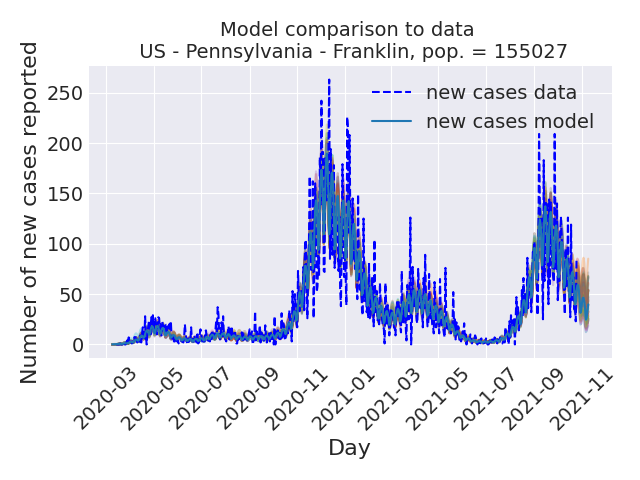 Model comparison to data
US - Pennsylvania - Franklin, pop. = 155027
Number of new cases reported
250
200
150
100
50
0
new cases data
new cases model
2020-03
2020-05
2020-07
2020-09
2020-11
2021-01
2021-03
2021-05
2021-07
2021-09
2021-11
Day